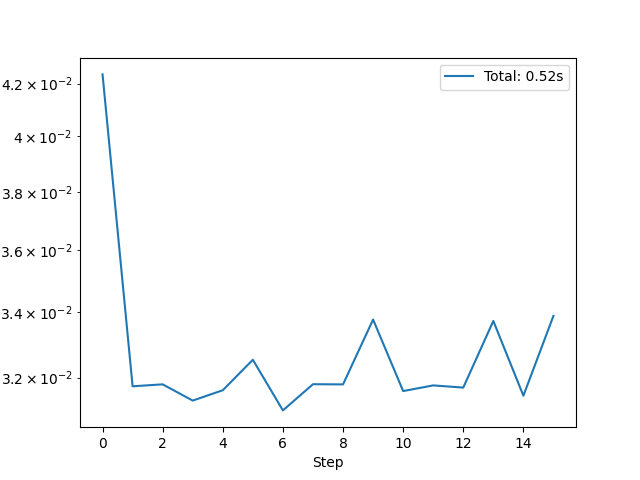 Total: 0.52s
4.2 × 10⁻²
4 × 10⁻²
3.8 × 10⁻²
3.6 × 10⁻²
3.4 × 10⁻²
3.2 × 10⁻²
0 2 4 6 8 10 12 14
Step